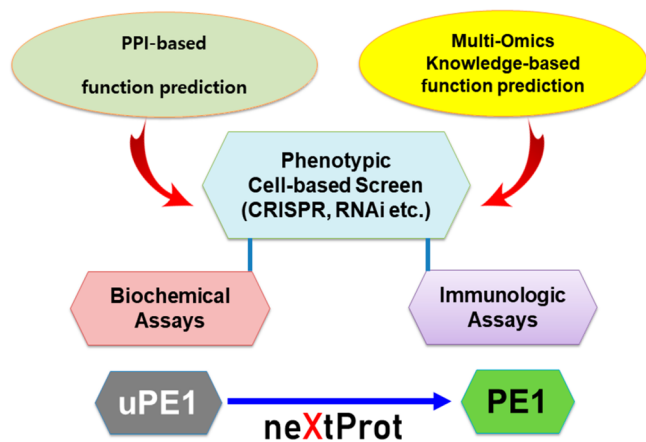 PPI-based
function prediction
Multi-Omics
Knowledge-based
function prediction
Phenotypic
Cell-based Screen
(CRISPR, RNAi etc.)
Biochemical
Assays
Immunologic
Assays
uPE1
neXtProt
PE1